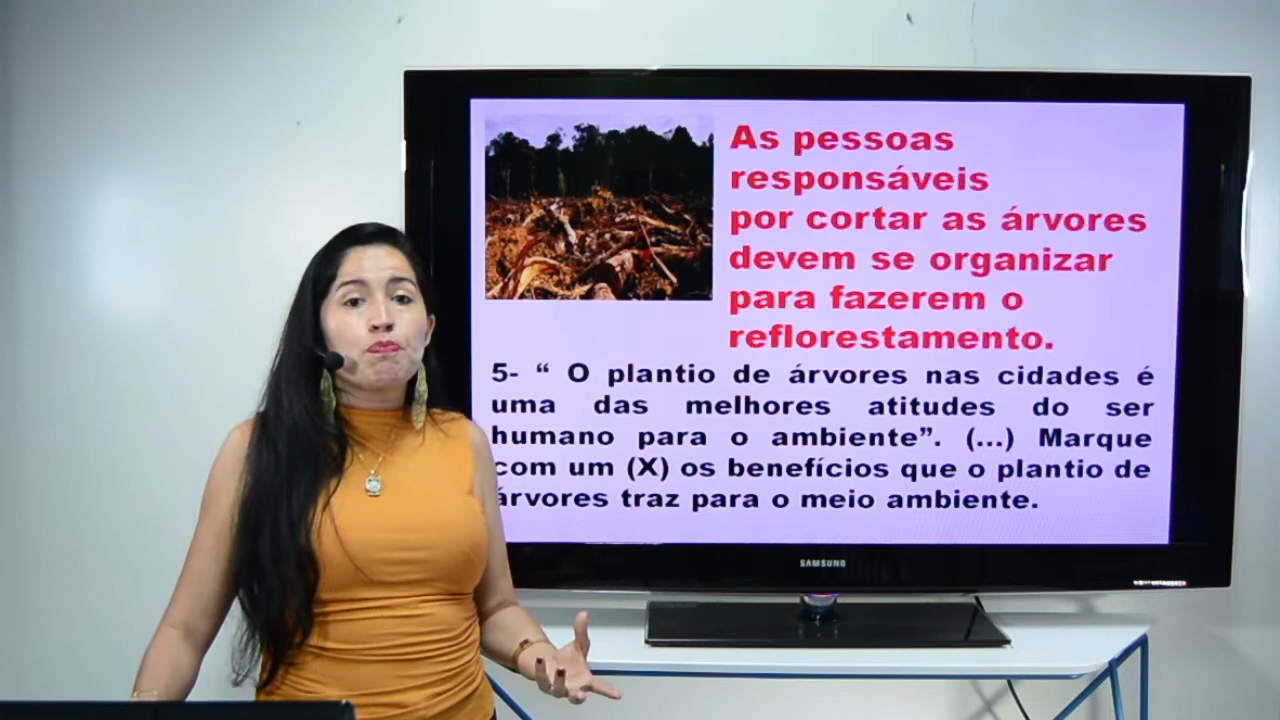 As pessoas
responsáveis
por cortar as árvores
devem se organizar
para fazerem o
reflorestamento.
5- “ O plantio de árvores nas cidades é
uma das melhores atitudes do ser
humano para o ambiente”. (...) Marque
com um (X) os benefícios que o plantio de
árvores traz para o meio ambiente.
SAMSUNG